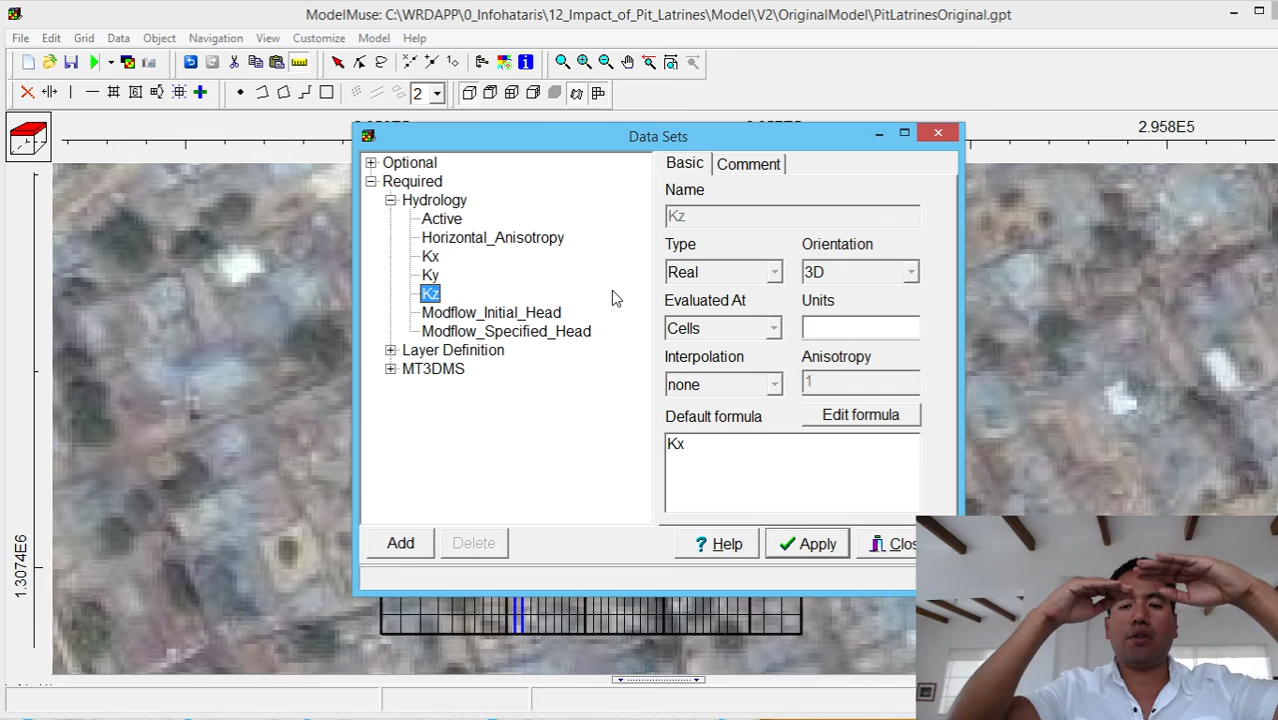 ModelMuse: C:\WRDAPP\0_Infohataris\12_Impact_of_Pit_Latrines\Model\V2\OriginalModel\PitLatrinesOriginal.gpt
File Edit Grid Data Object Navigation View Customize Model Help
2
2.958E5
Data Sets
Optional
Required
Hydrology
Active
Horizontal_Anisotropy
Kx
Ky
Kz
Modflow_Initial_Head
Modflow_Specified_Head
Layer Definition
MT3DMS
Basic Comment
Name
Kz
Type Orientation
Real 3D
Evaluated At Units
Cells
Interpolation Anisotropy
none 1
Default formula Edit formula
Kx
Add Delete ? Help Apply Clos
1.3074E6